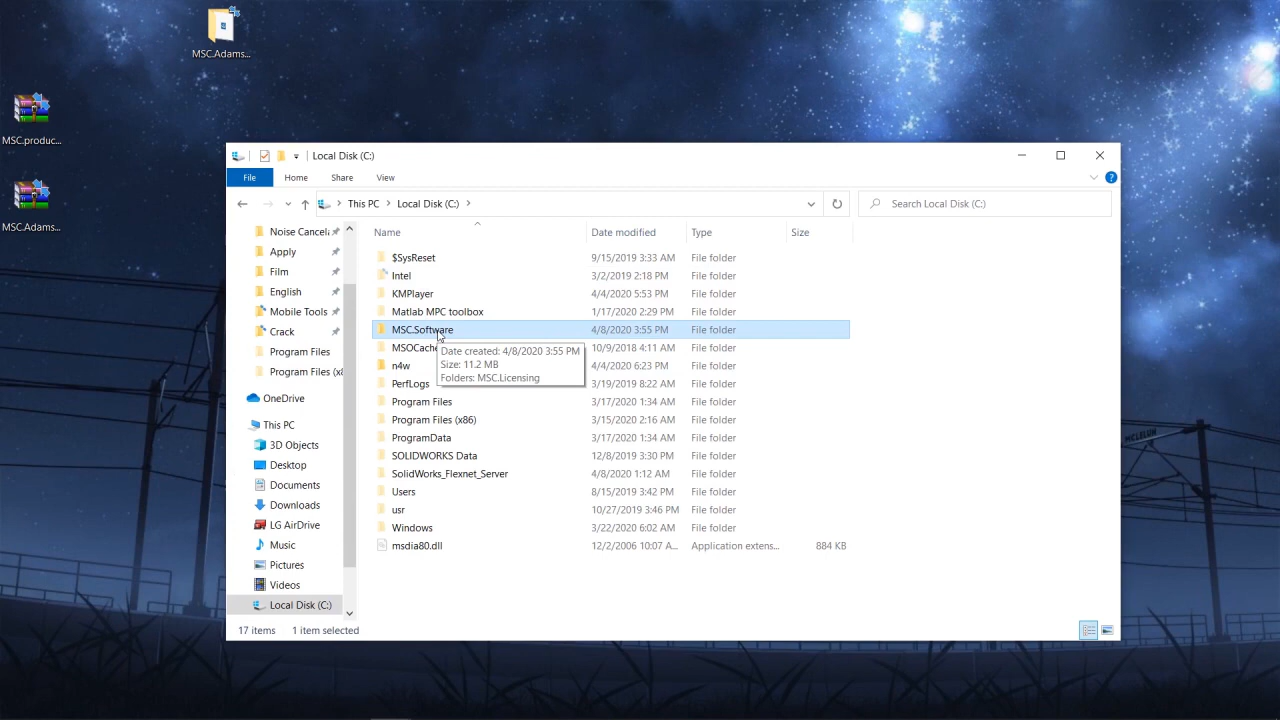 MSC.Adams...
MSC.produc...
MSC.Adams...
Local Disk (C:)
File Home Share View
This PC Local Disk (C:)
Search Local Disk (C:)
Noise Cancela
Apply
Film
English
Mobile Tools
Crack
Program Files
Program Files (x8
OneDrive
This PC
3D Objects
Desktop
Documents
Downloads
LG AirDrive
Music
Pictures
Videos
Local Disk (C:)
Name Date modified Type Size
$SysReset 9/15/2019 3:33 AM File folder
Intel 3/2/2019 2:18 PM File folder
KMPlayer 4/4/2020 5:53 PM File folder
Matlab MPC toolbox 1/17/2020 2:29 PM File folder
MSC.Software 4/8/2020 3:55 PM File folder
MSOCache 10/9/2018 4:11 AM File folder
n4w 4/4/2020 6:23 PM File folder
PerfLogs 3/19/2019 8:22 AM File folder
Program Files 3/17/2020 1:34 AM File folder
Program Files (x86) 3/15/2020 2:16 AM File folder
ProgramData 3/17/2020 1:34 AM File folder
SOLIDWORKS Data 12/8/2019 3:30 PM File folder
SolidWorks_Flexnet_Server 4/8/2020 1:12 AM File folder
Users 8/15/2019 3:42 PM File folder
usr 10/27/2019 3:46 PM File folder
Windows 3/22/2020 6:02 AM File folder
msdia80.dll 12/2/2006 10:07 A... Application extens... 884 KB
Date created: 4/8/2020 3:55 PM
Size: 11.2 MB
Folders: MSC.Licensing
17 items 1 item selected